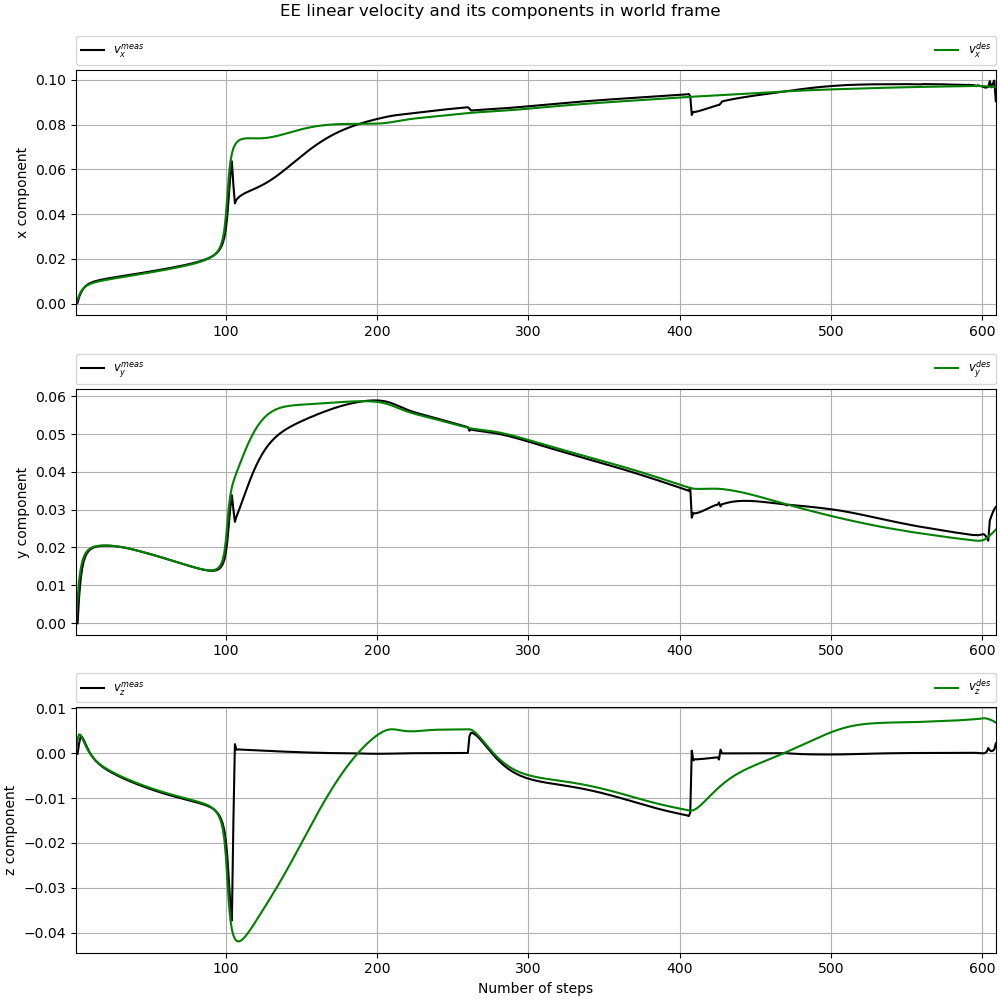 EE linear velocity and its components in world frame
v_x^{meas} v_x^{des}
0.10
0.08
0.06
0.04
0.02
0.00
x component
100 200 300 400 500 600
v_y^{meas} v_y^{des}
0.06
0.05
0.04
0.03
0.02
0.01
0.00
y component
100 200 300 400 500 600
v_z^{meas} v_z^{des}
0.01
0.00
−0.01
−0.02
−0.03
−0.04
z component
100 200 300 400 500 600
Number of steps